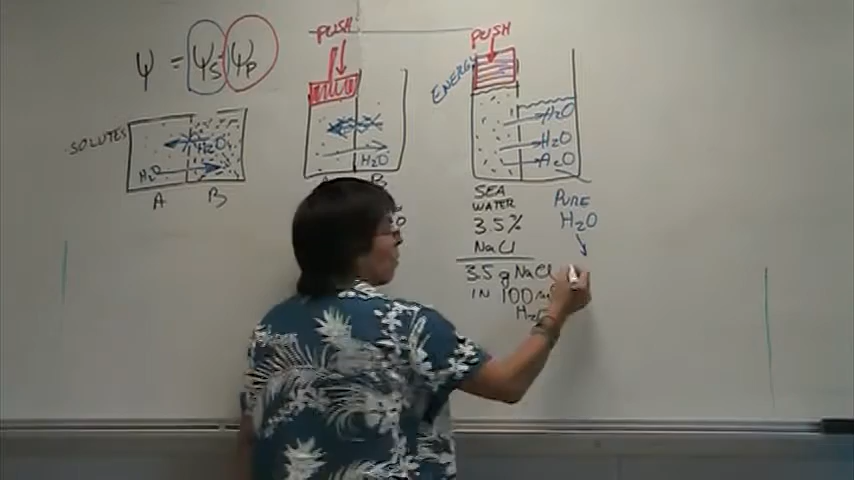 Ψ = Ψs Ψp
SOLUTES
H₂O
H₂O
A B
PUSH
H₂O
A B
PUSH
ENERGY
H₂O
H₂O
H₂O
SEA
WATER
3.5%
NaCl
PURE
H₂O
3.5 g NaCl
IN 100
H₂O